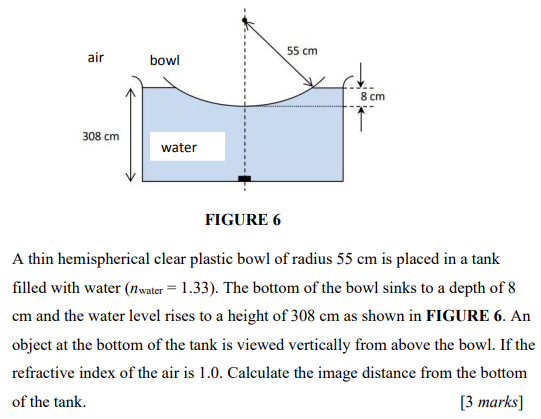 55 cm
air
bowl
8 cm
308 cm
water
FIGURE 6
A thin hemispherical clear plastic bowl of radius 55 cm is placed in a tank
filled with water (nwater = 1.33). The bottom of the bowl sinks to a depth of 8
cm and the water level rises to a height of 308 cm as shown in FIGURE 6. An
object at the bottom of the tank is viewed vertically from above the bowl. If the
refractive index of the air is 1.0. Calculate the image distance from the bottom
of the tank. [3 marks]